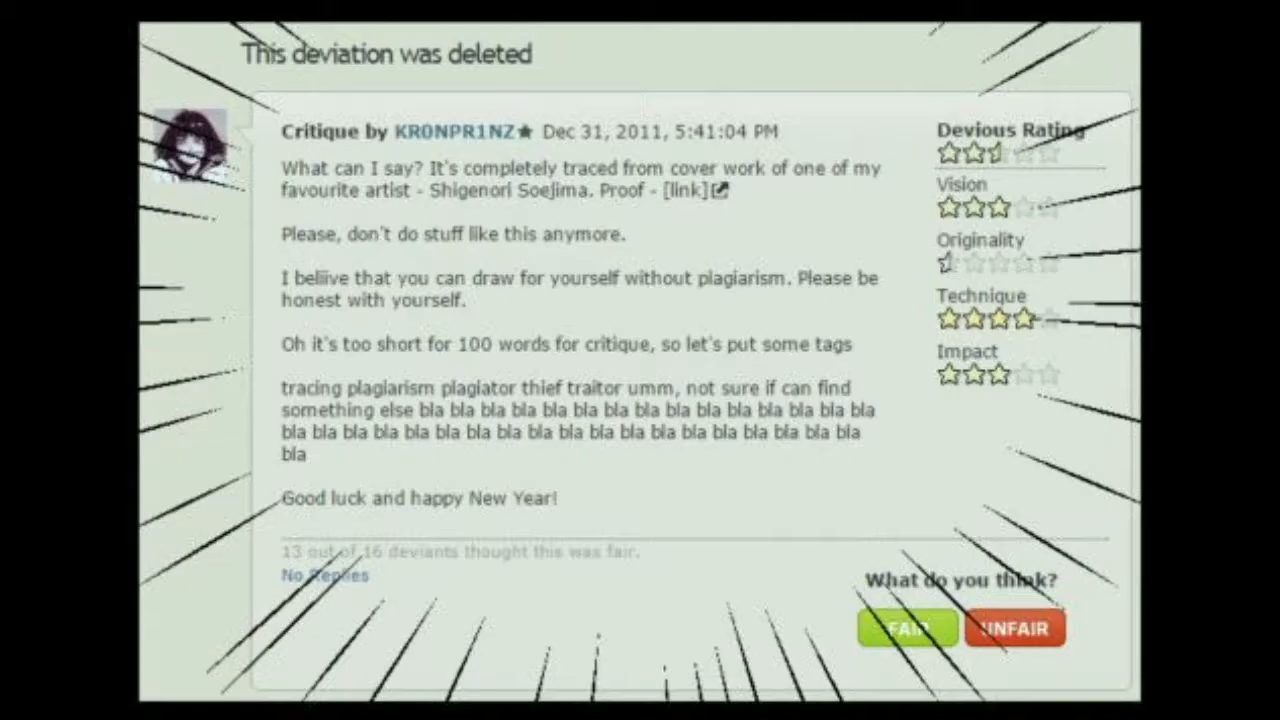 This deviation was deleted
Critique by KR0NPR1NZ★ Dec 31, 2011, 5:41:04 PM
What can I say? It's completely traced from cover work of one of my
favourite artist - Shigenori Soejima. Proof - [link]
Please, don't do stuff like this anymore.
I beliive that you can draw for yourself without plagiarism. Please be
honest with yourself.
Oh it's too short for 100 words for critique, so let's put some tags
tracing plagiarism plagiator thief traitor umm, not sure if can find
something else bla bla bla bla bla bla bla bla bla bla bla bla bla bla bla
bla bla bla bla bla bla bla bla bla bla bla bla bla bla bla bla bla bla bla
bla
Good luck and happy New Year!
13 out of 16 deviants thought this was fair.
No Replies
Devious Rating
Vision
Originality
Technique
Impact
What do you think?
FAIR
UNFAIR